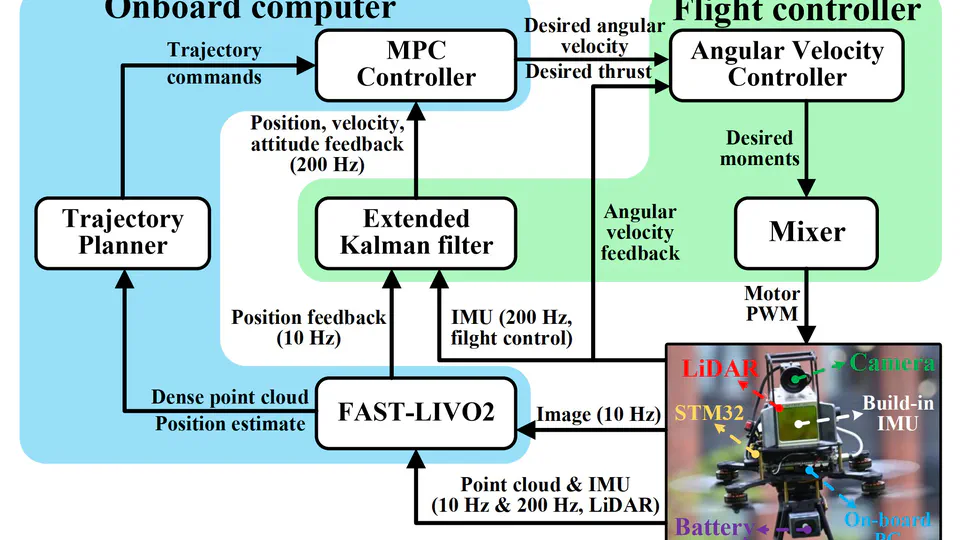 Onboard computer
Flight controller
Trajectory
commands
MPC
Controller
Desired angular
velocity
Desired thrust
Angular Velocity
Controller
Position, velocity,
attitude feedback
(200 Hz)
Desired
moments
Trajectory
Planner
Extended
Kalman filter
Angular
velocity
feedback
Mixer
Position feedback
(10 Hz)
IMU (200 Hz,
filght control)
Motor
PWM
Dense point cloud
Position estimate
FAST-LIVO2
Image (10 Hz)
Point cloud & IMU
(10 Hz & 200 Hz, LiDAR)
LiDAR
Camera
STM32
Build-in
IMU
Battery
On-board
PC